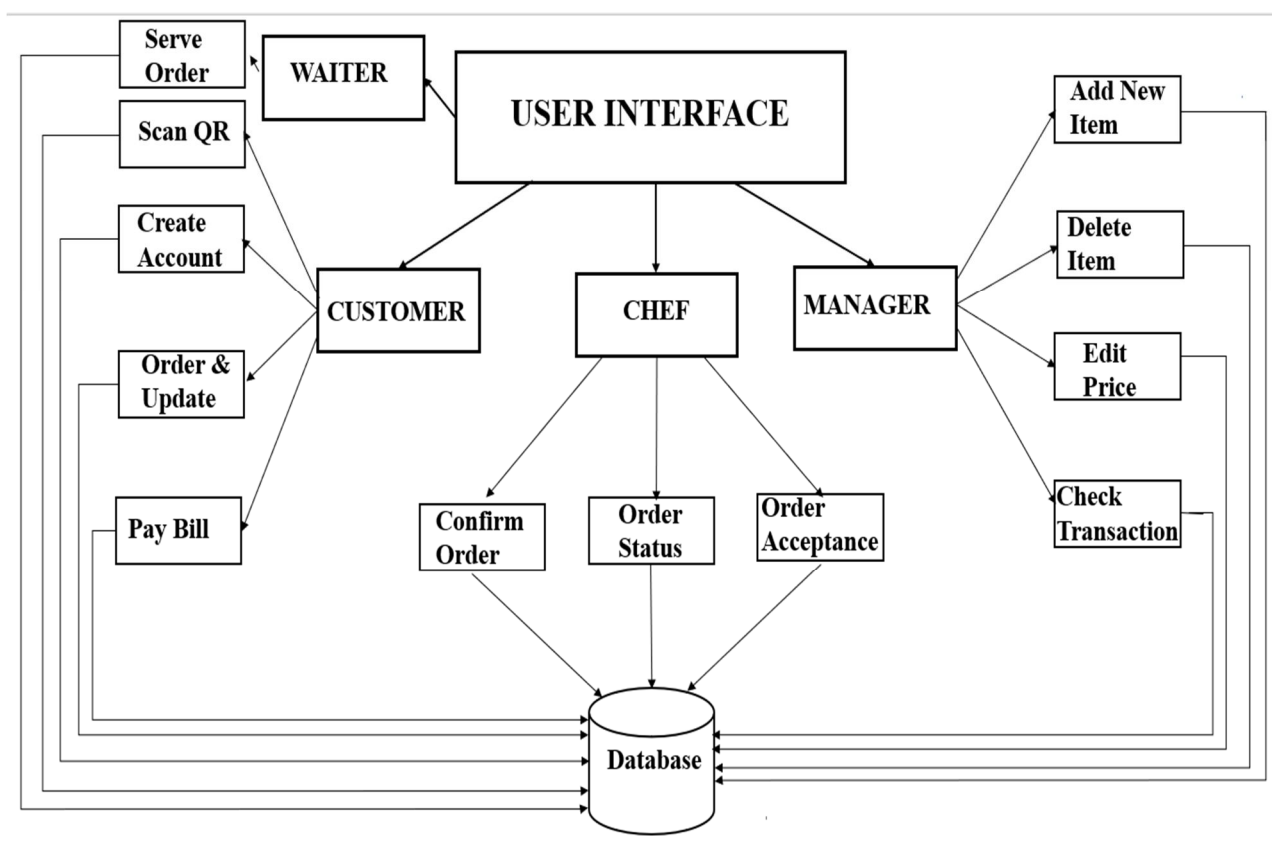 Serve
Order
WAITER
USER INTERFACE
Add New
Item
Scan QR
Create
Account
Delete
Item
CUSTOMER
CHEF
MANAGER
Order &
Update
Edit
Price
Pay Bill
Confirm
Order
Order
Status
Order
Acceptance
Check
Transaction
Database